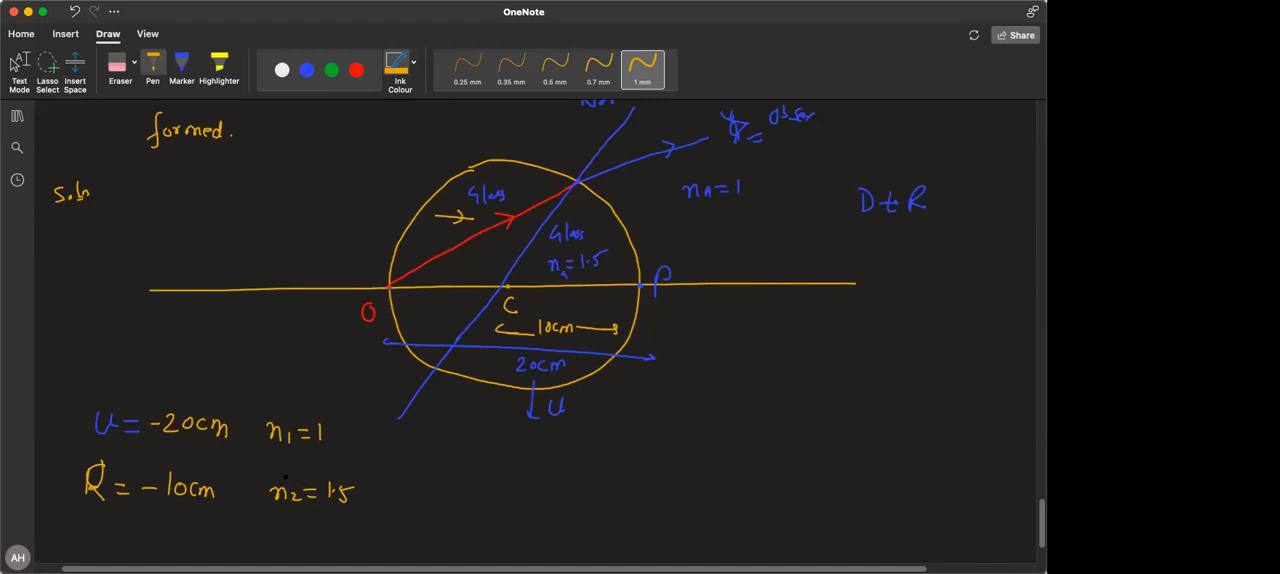 OneNote
Home Insert Draw View
Share
Text Mode
Lasso Select
Insert Space
Eraser
Pen
Marker
Highlighter
Ink Colour
0.25 mm
0.35 mm
0.5 mm
0.7 mm
1 mm
formed.
Soln
Glass
Glass
n = 1.5
n_A = 1
D t R
O
C
P
10cm
20cm
u
u = -20cm n₁ = 1
R = -10cm n₂ = 1.5
AH